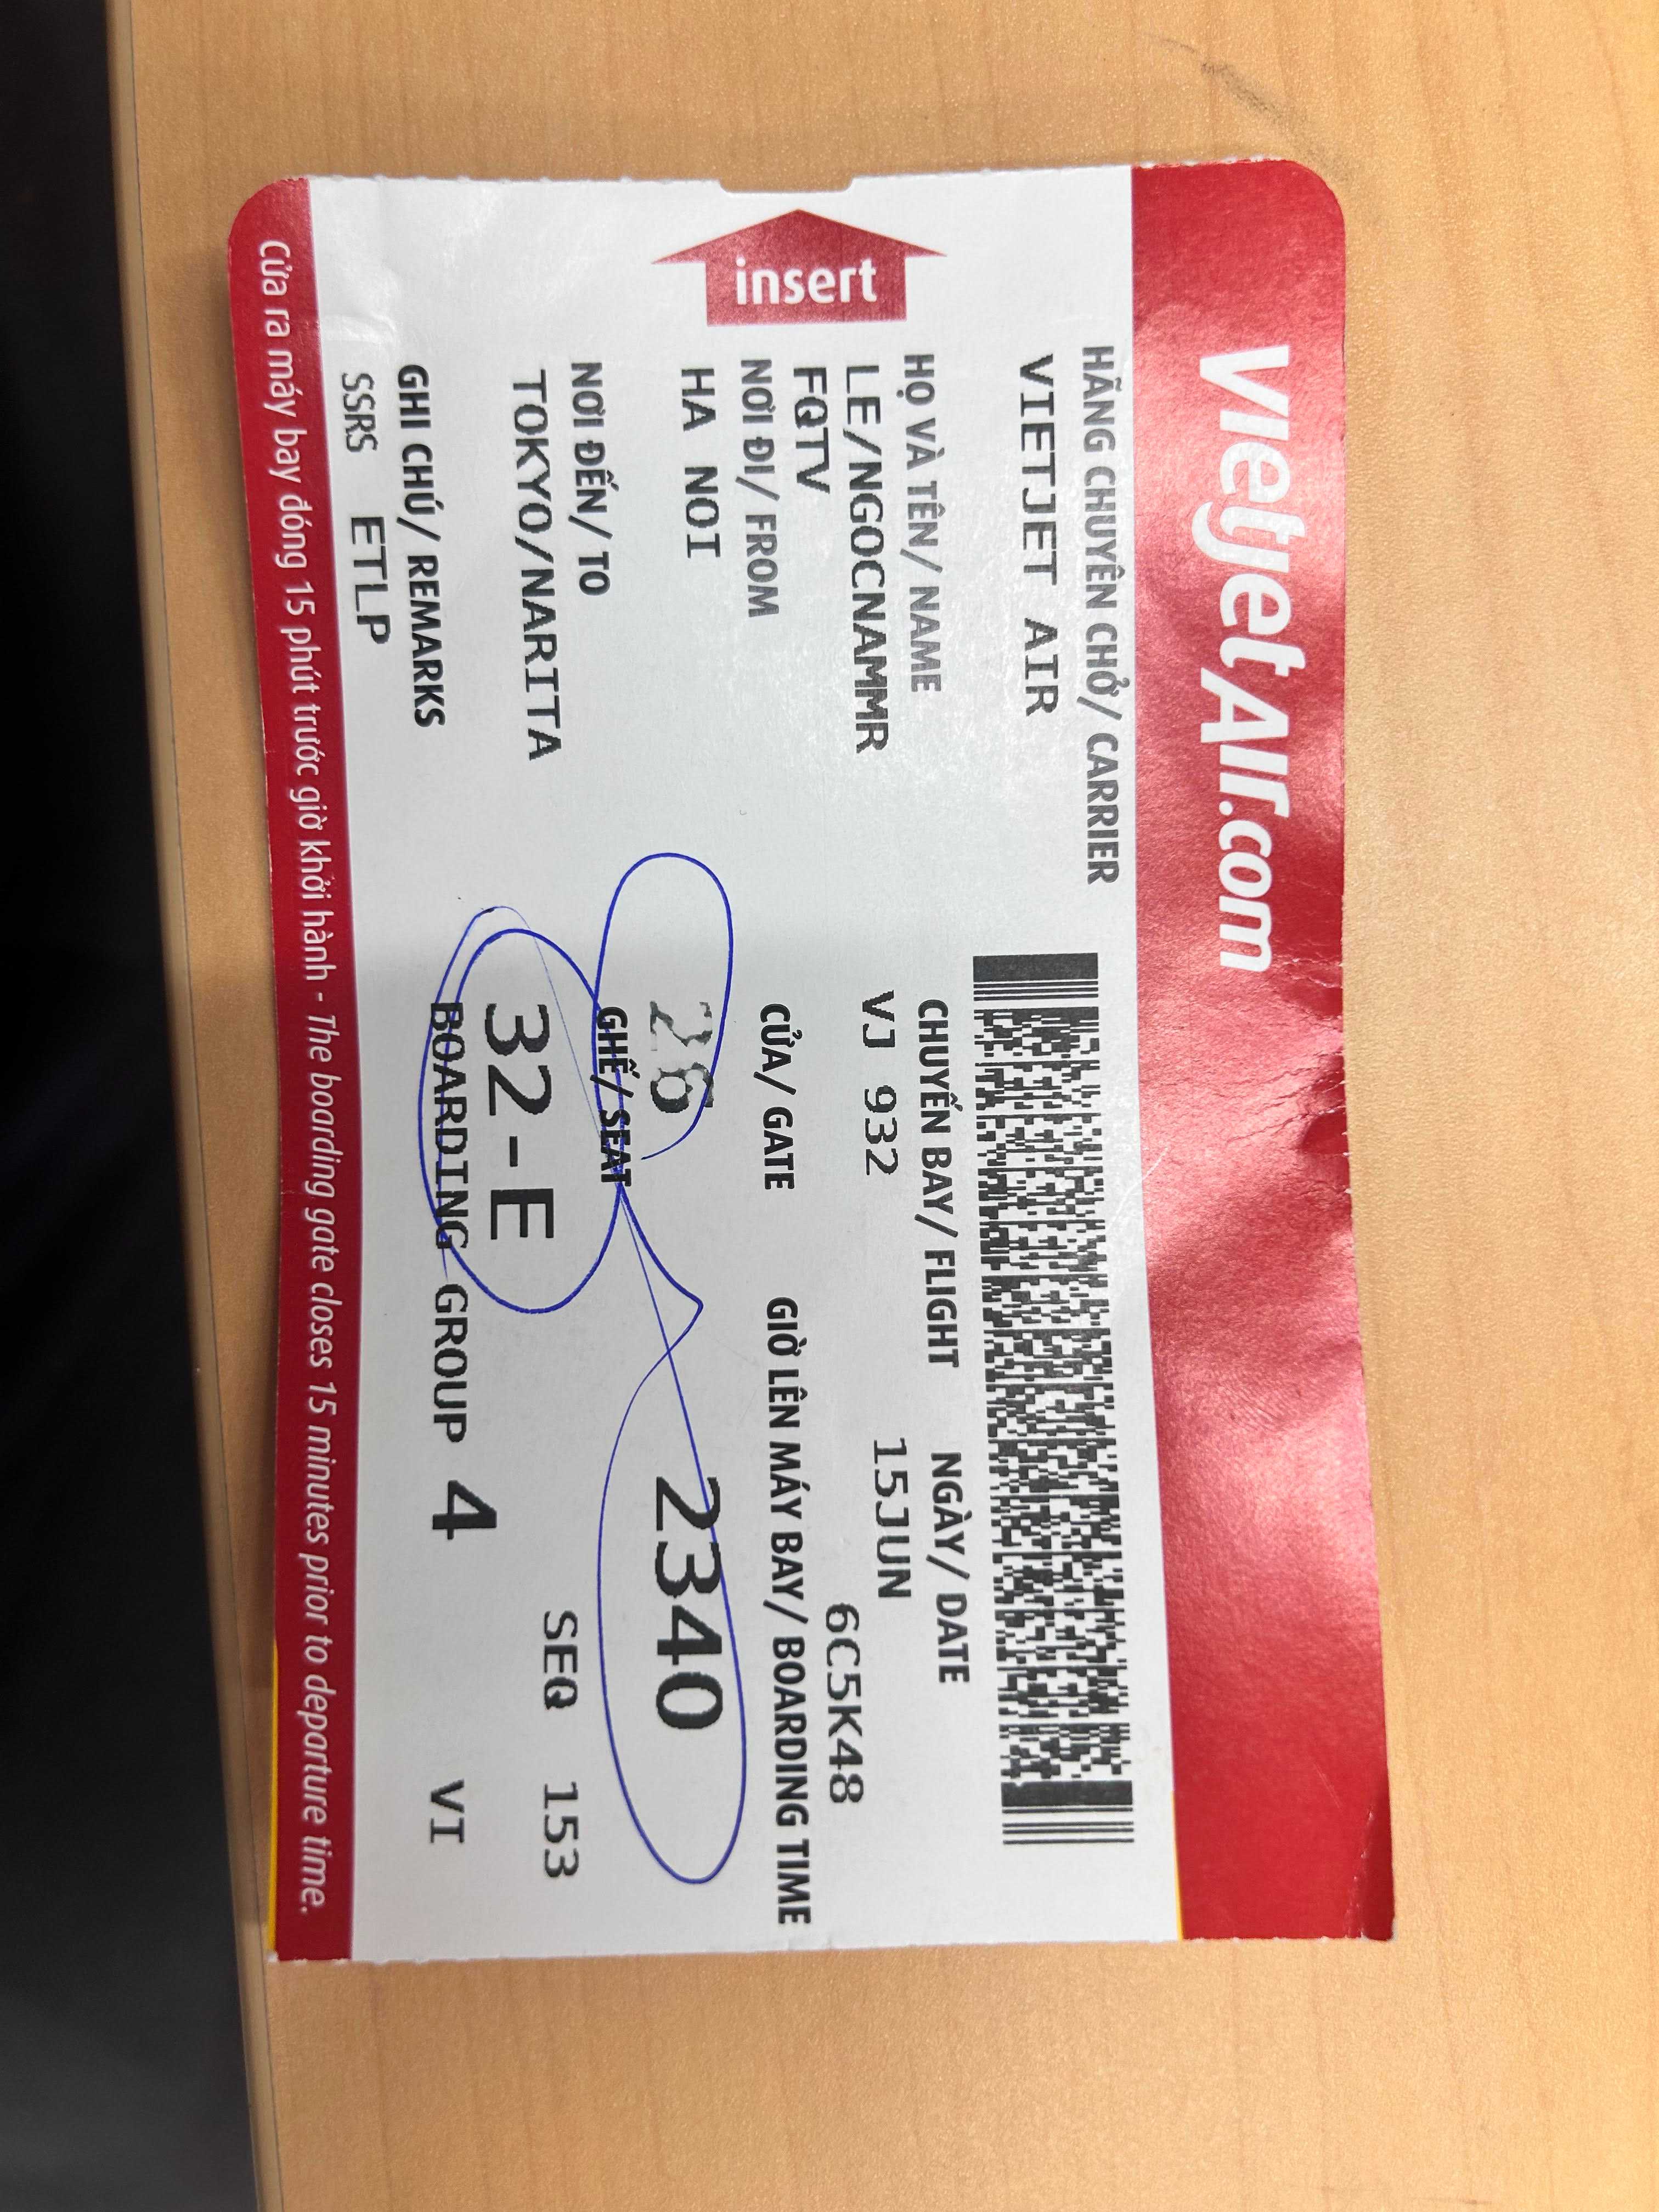 vietjetAir.com
HÃNG CHUYÊN CHỞ/ CARRIER
VIETJET AIR
HỌ VÀ TÊN/ NAME
LE/NGOCNAMMR
FQTV
NƠI ĐI/ FROM
HA NOI
NƠI ĐẾN/ TO
TOKYO/NARITA
GHI CHÚ/ REMARKS
SSRS ETLP
insert
CHUYẾN BAY/ FLIGHT NGÀY/ DATE
VJ 932 15JUN
6C5K48
CỬA/ GATE GIỜ LÊN MÁY BAY/ BOARDING TIME
26 2340
GHẾ/ SEAT
32-E SEQ 153
BOARDING GROUP 4 VI
Cửa ra máy bay đóng 15 phút trước giờ khởi hành - The boarding gate closes 15 minutes prior to departure time.